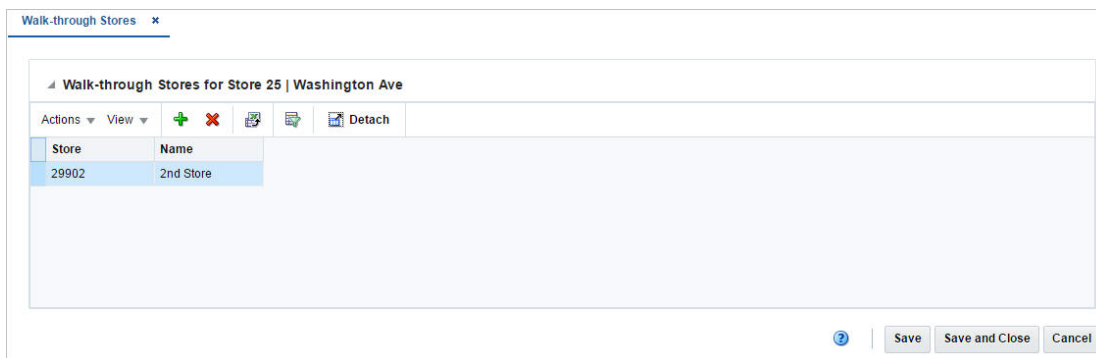 Walk-through Stores
Walk-through Stores for Store 25 | Washington Ave
Actions View Detach
Store Name
29902 2nd Store
Save Save and Close Cancel